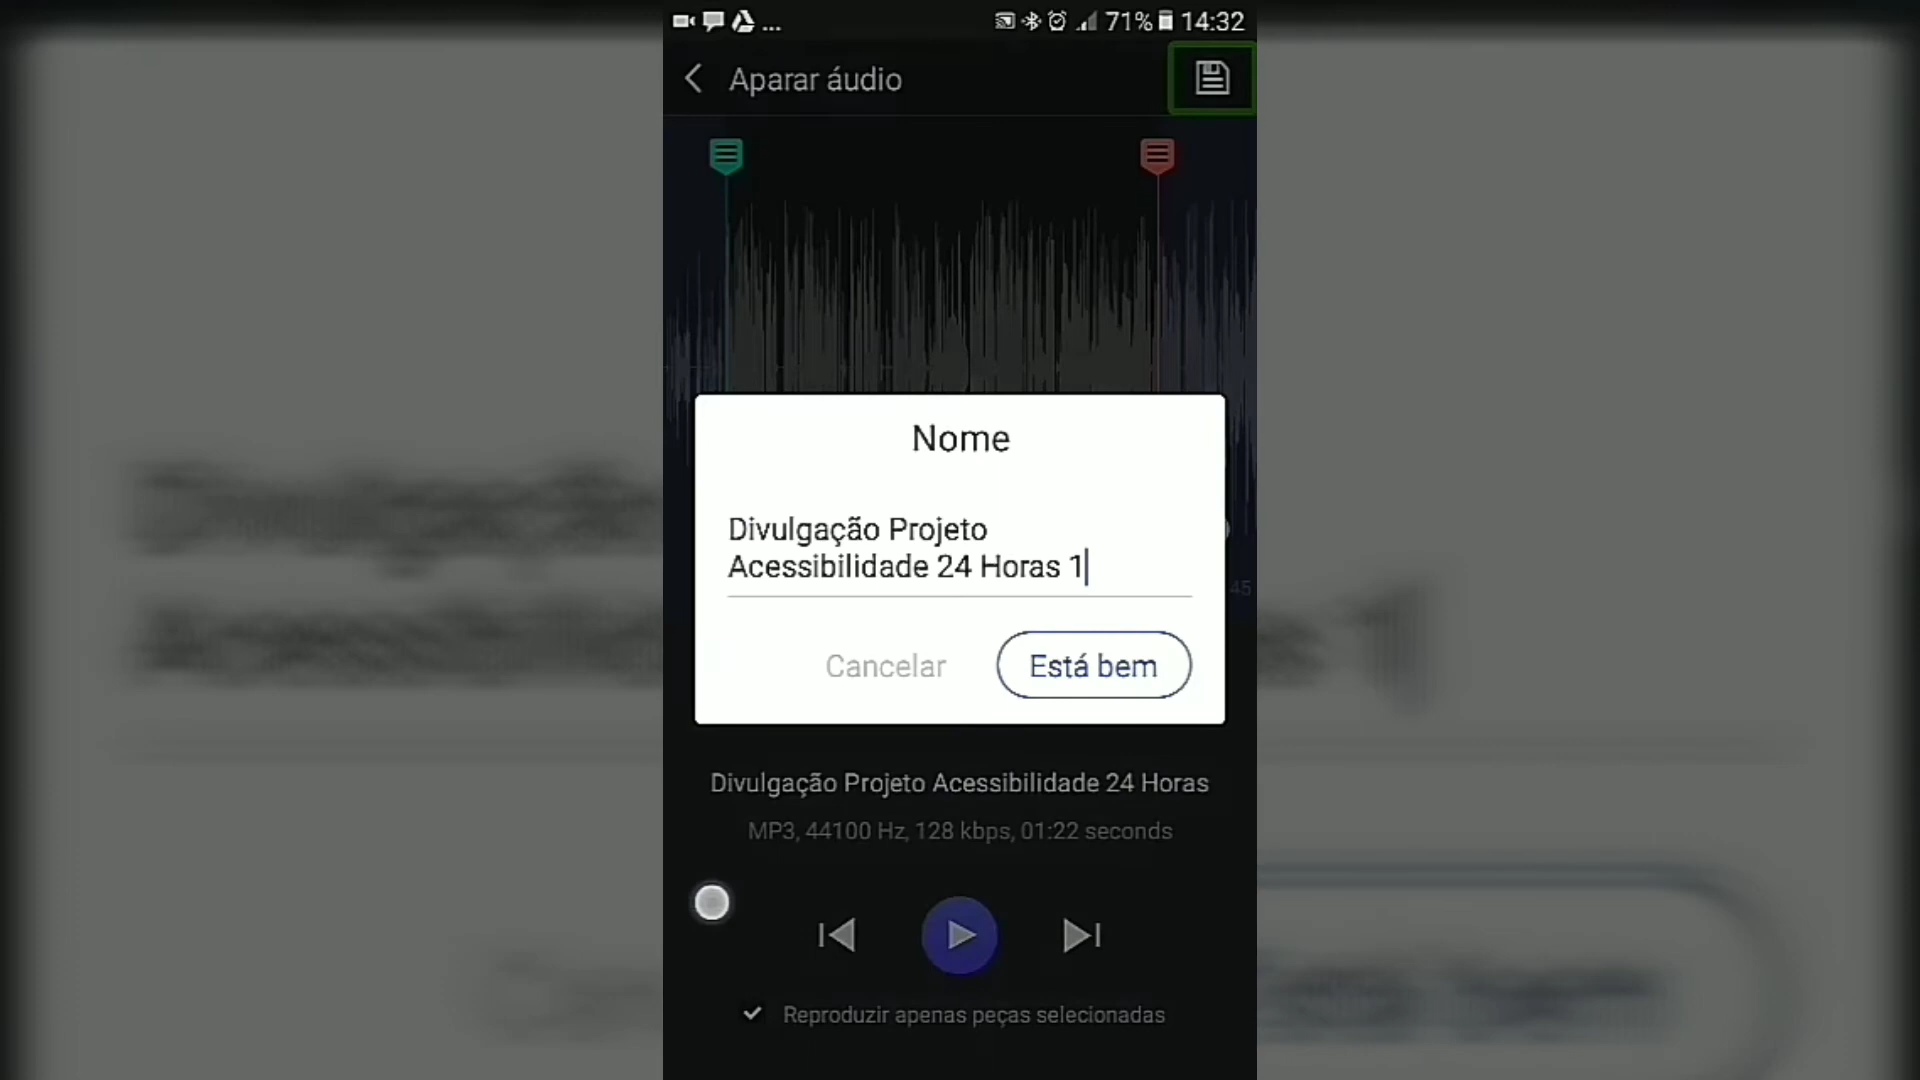 ... 71% 14:32
Aparar áudio
Nome
Divulgação Projeto
Acessibilidade 24 Horas 1
45
Cancelar Está bem
Divulgação Projeto Acessibilidade 24 Horas
MP3, 44100 Hz, 128 kbps, 01:22 seconds
Reproduzir apenas peças selecionadas